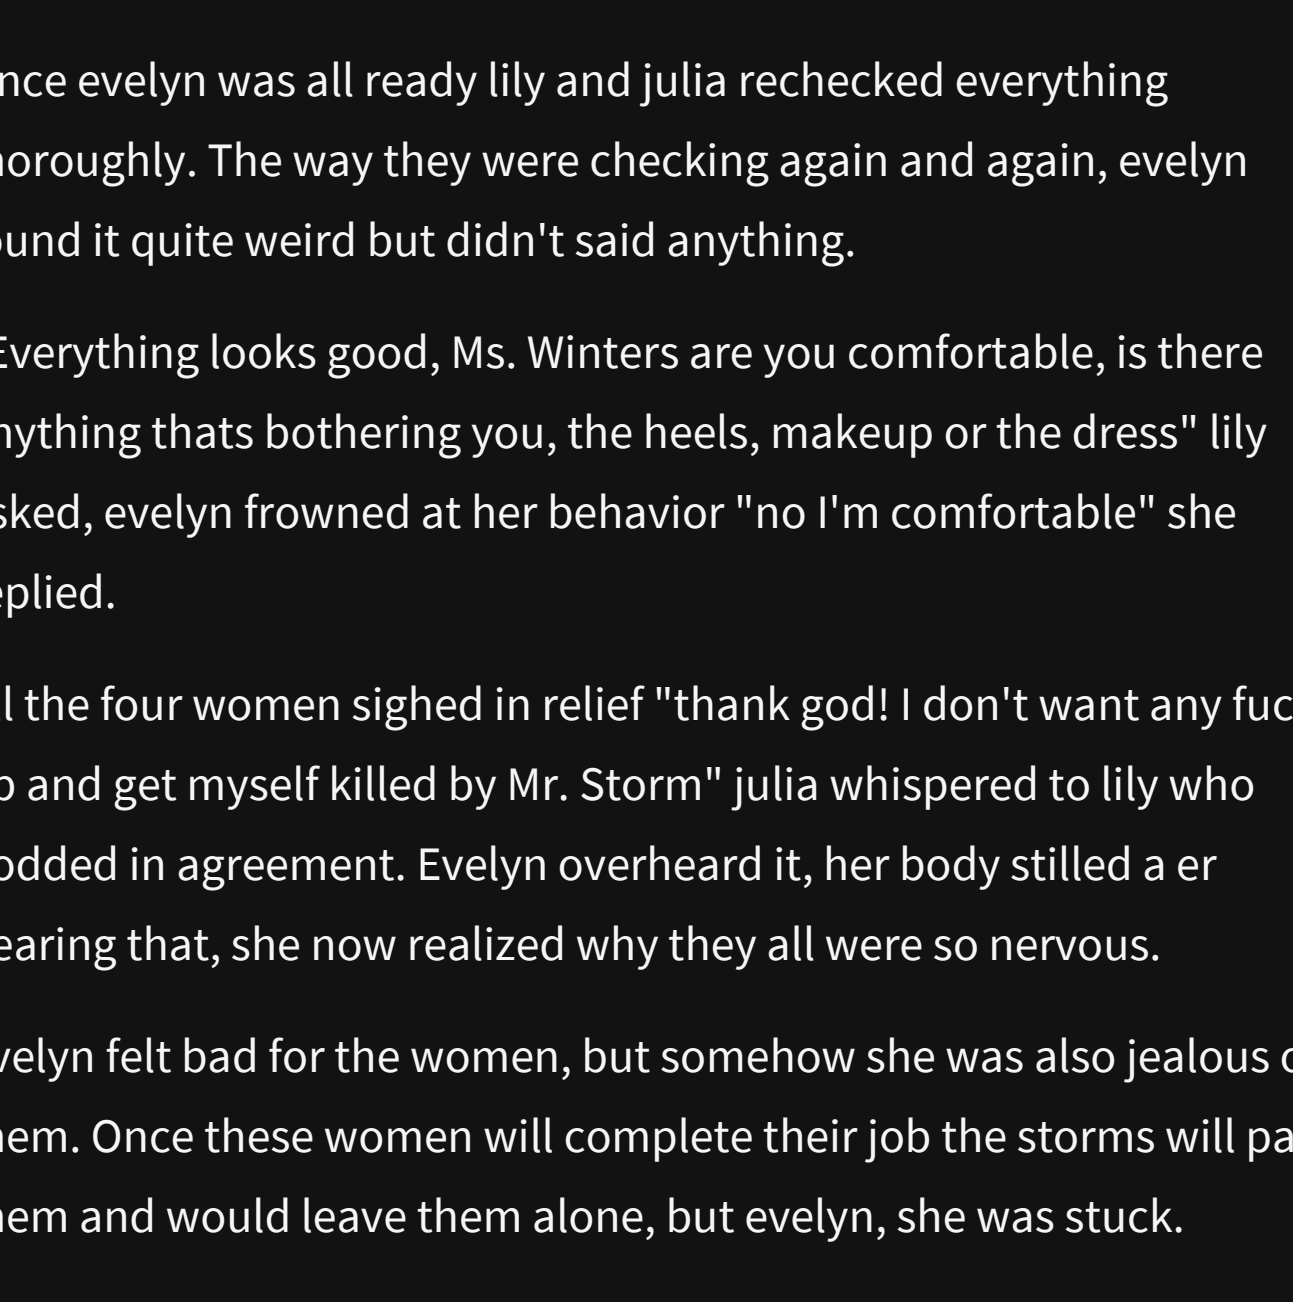 nce evelyn was all ready lily and julia rechecked everything
horoughly. The way they were checking again and again, evelyn
ound it quite weird but didn't said anything.
Everything looks good, Ms. Winters are you comfortable, is there
nything thats bothering you, the heels, makeup or the dress" lily
sked, evelyn frowned at her behavior "no I'm comfortable" she
eplied.
l the four women sighed in relief "thank god! I don't want any fuc
p and get myself killed by Mr. Storm" julia whispered to lily who
odded in agreement. Evelyn overheard it, her body stilled a er
earing that, she now realized why they all were so nervous.
velyn felt bad for the women, but somehow she was also jealous o
hem. Once these women will complete their job the storms will pa
hem and would leave them alone, but evelyn, she was stuck.